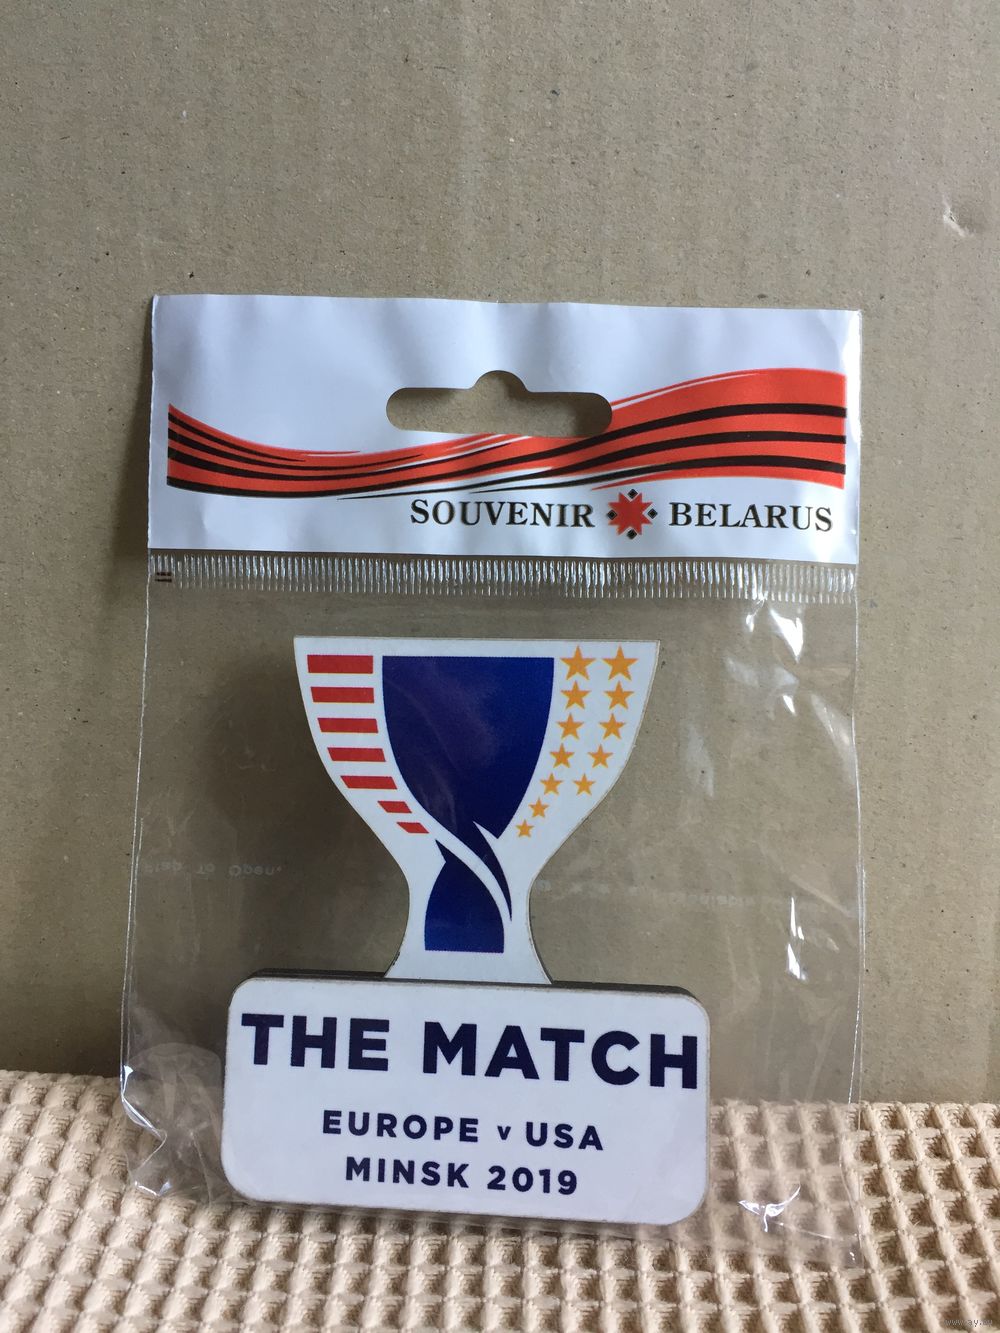 SOUVENIR BELARUS
THE MATCH
EUROPE v USA
MINSK 2019